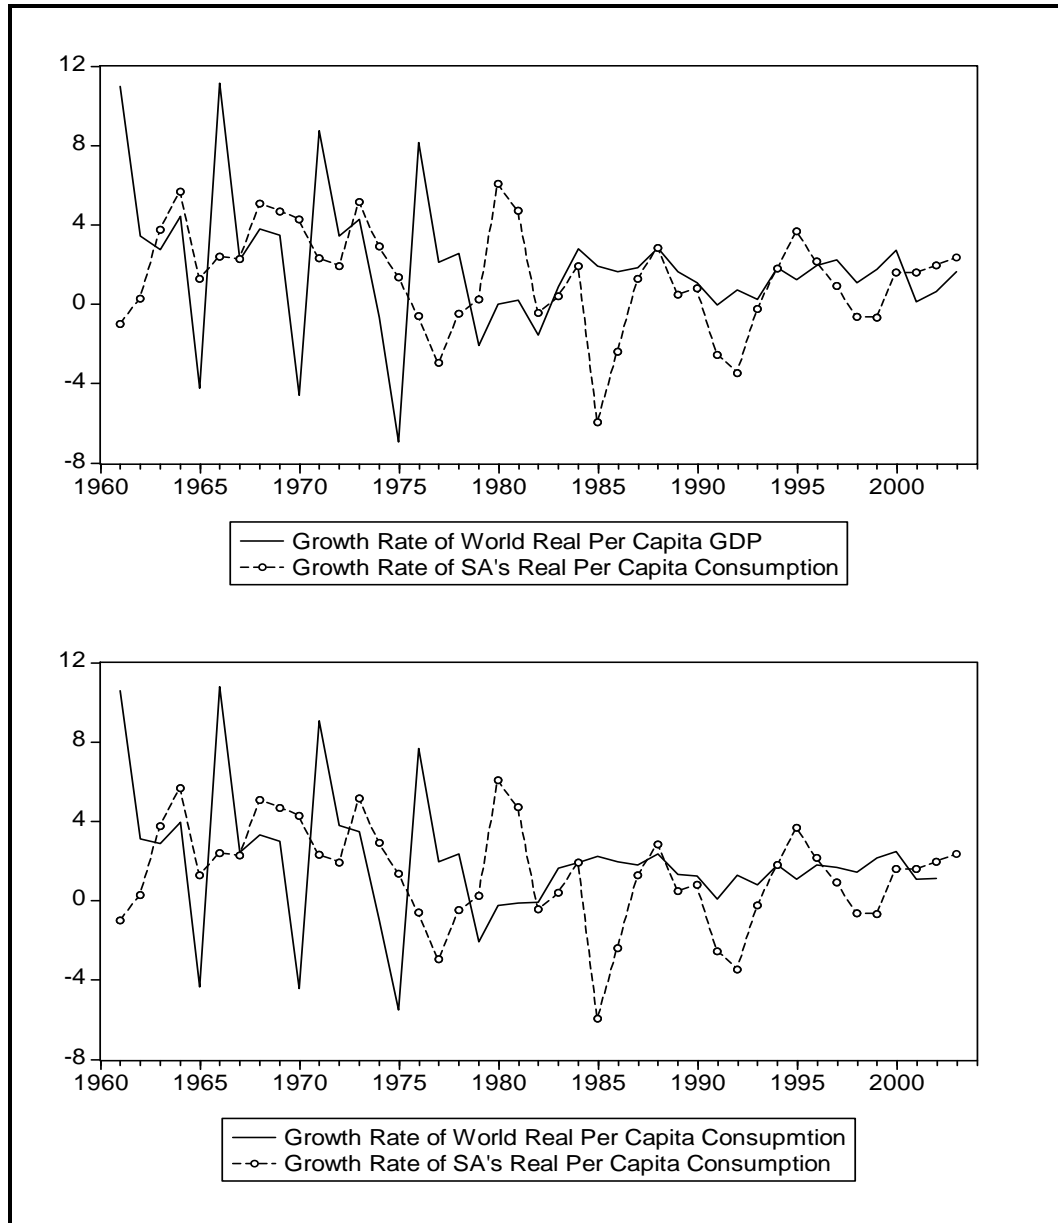 12
8
4
0
-4
-8
1960 1965 1970 1975 1980 1985 1990 1995 2000
Growth Rate of World Real Per Capita GDP
Growth Rate of SA's Real Per Capita Consumption
12
8
4
0
-4
-8
1960 1965 1970 1975 1980 1985 1990 1995 2000
Growth Rate of World Real Per Capita Consupmtion
Growth Rate of SA's Real Per Capita Consumption